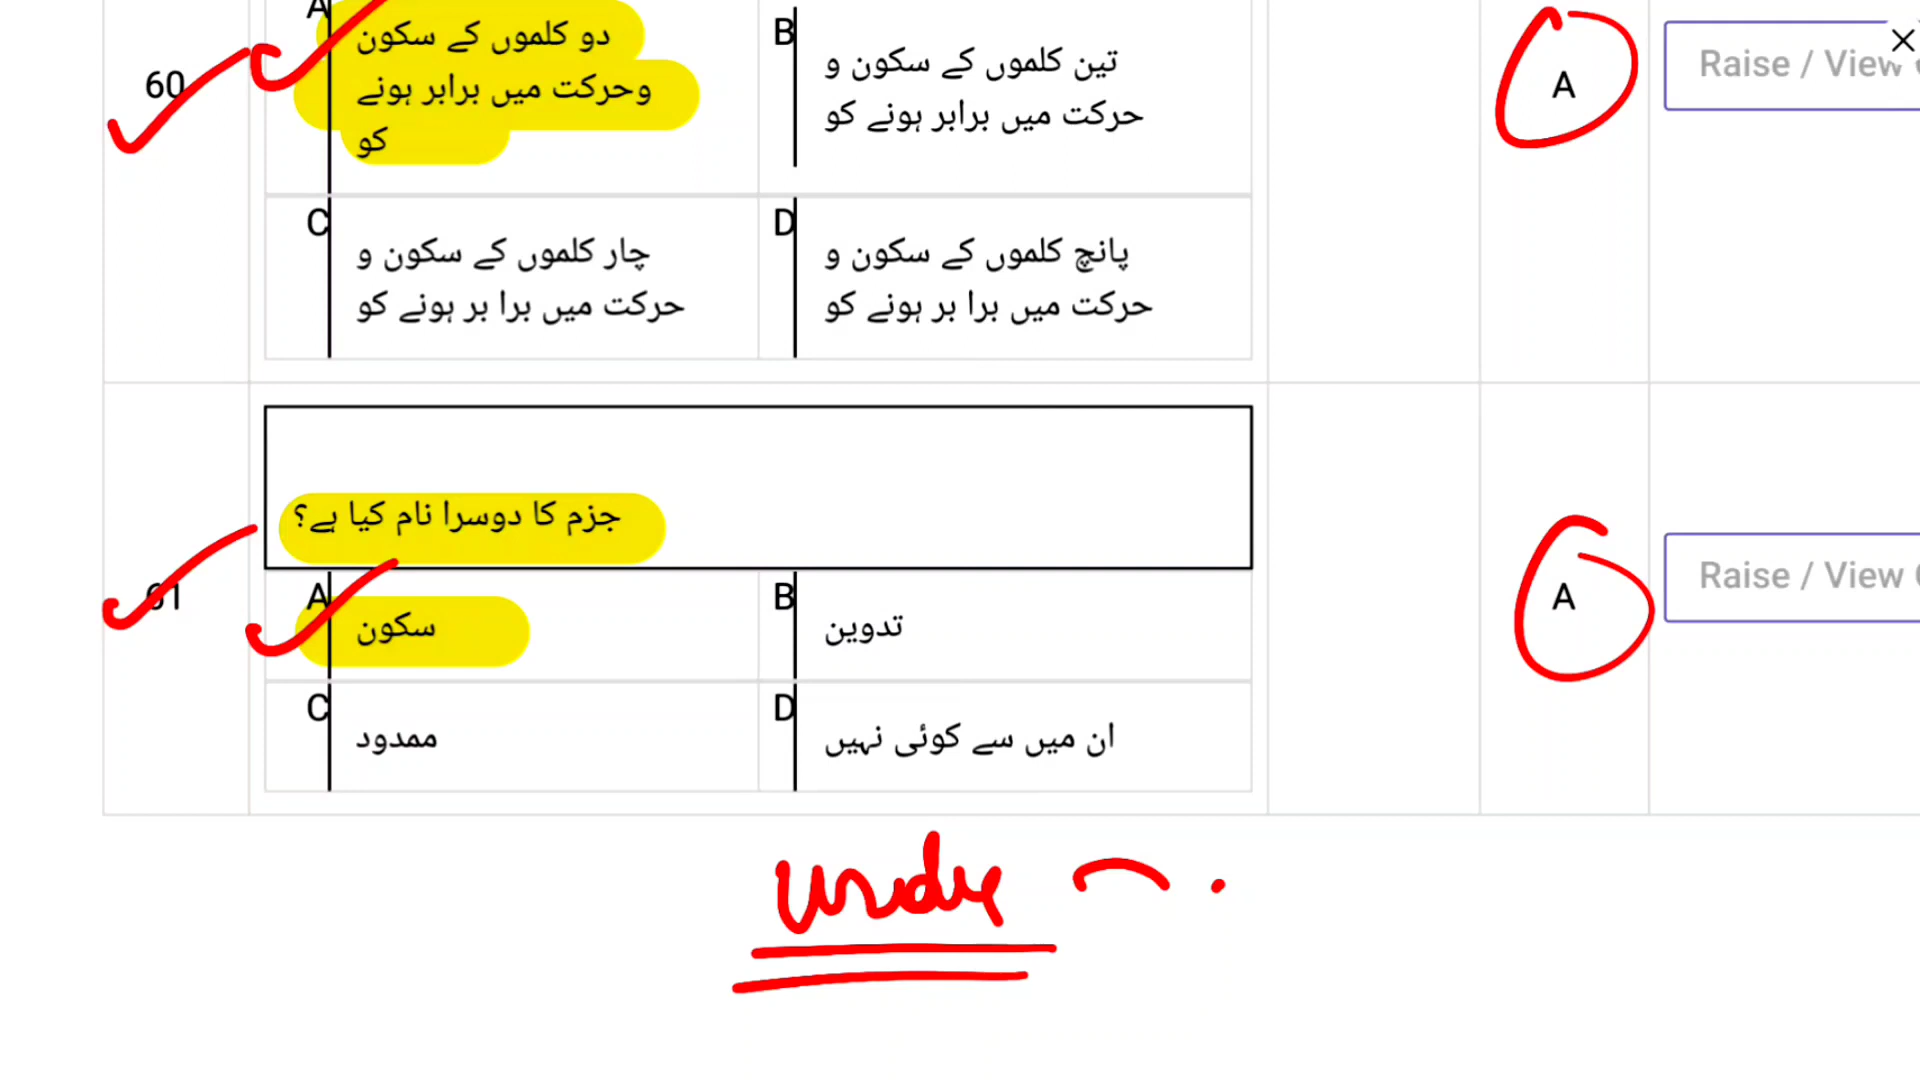 60
A
دو کلموں کے سکون
وحرکت میں برابر ہونے
کو
B
تین کلموں کے سکون و
حرکت میں برابر ہونے کو
A
Raise / View
C
چار کلموں کے سکون و
حرکت میں برا بر ہونے کو
D
پانچ کلموں کے سکون و
حرکت میں برا بر ہونے کو
61
جزم کا دوسرا نام کیا ہے؟
A
سکون
B
تدوین
A
Raise / View
C
ممدود
D
ان میں سے کوئی نہیں